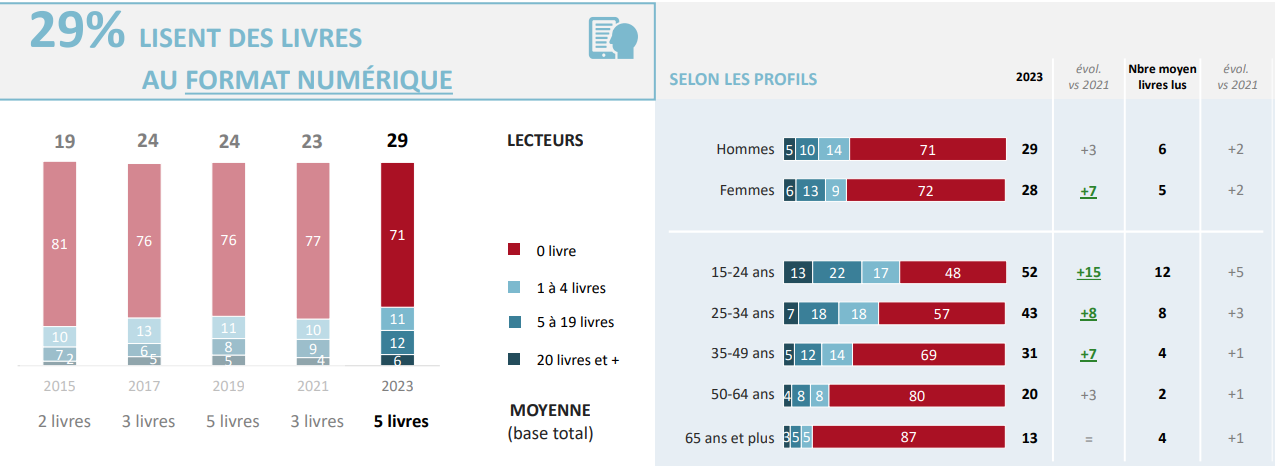 29% LISENT DES LIVRES
AU FORMAT NUMÉRIQUE
19 24 24 23 29
LECTEURS
81 76 76 77 71
10 13 11 10 11
7 6 8 9 12
2 5 5 4 6
2015 2017 2019 2021 2023
2 livres 3 livres 5 livres 3 livres 5 livres
0 livre
1 à 4 livres
5 à 19 livres
20 livres et +
MOYENNE
(base total)
SELON LES PROFILS
2023
évol.
vs 2021
Nbre moyen
livres lus
évol.
vs 2021
Hommes 5 10 14 71 29 +3 6 +2
Femmes 6 13 9 72 28 +7 5 +2
15-24 ans 13 22 17 48 52 +15 12 +5
25-34 ans 7 18 18 57 43 +8 8 +3
35-49 ans 5 12 14 69 31 +7 4 +1
50-64 ans 4 8 8 80 20 +3 2 +1
65 ans et plus 3 5 5 87 13 = 4 +1